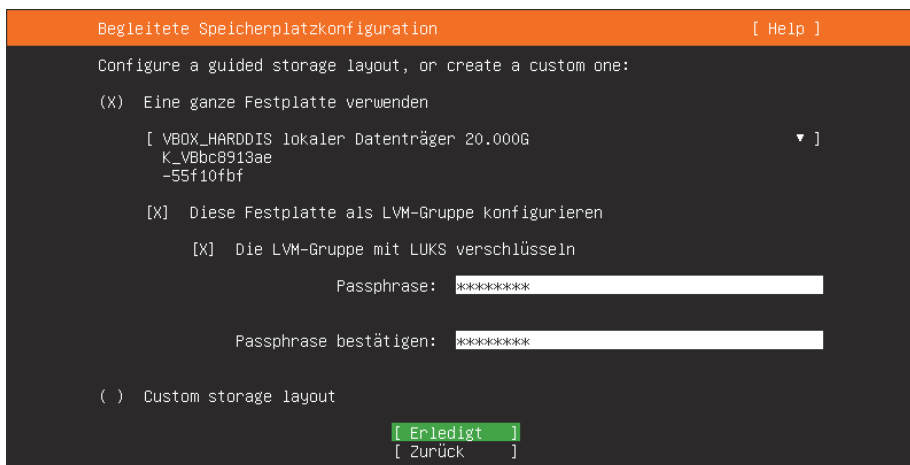 Begleitete Speicherplatzkonfiguration [ Help ]
Configure a guided storage layout, or create a custom one:
(X) Eine ganze Festplatte verwenden
[ VBOX_HARDDIS lokaler Datenträger 20.000G ▾ ]
K_VBbc8913ae
-55f10fbf
[X] Diese Festplatte als LVM-Gruppe konfigurieren
[X] Die LVM-Gruppe mit LUKS verschlüsseln
Passphrase: ********
Passphrase bestätigen: ********
( ) Custom storage layout
[ Erledigt ]
[ Zurück ]